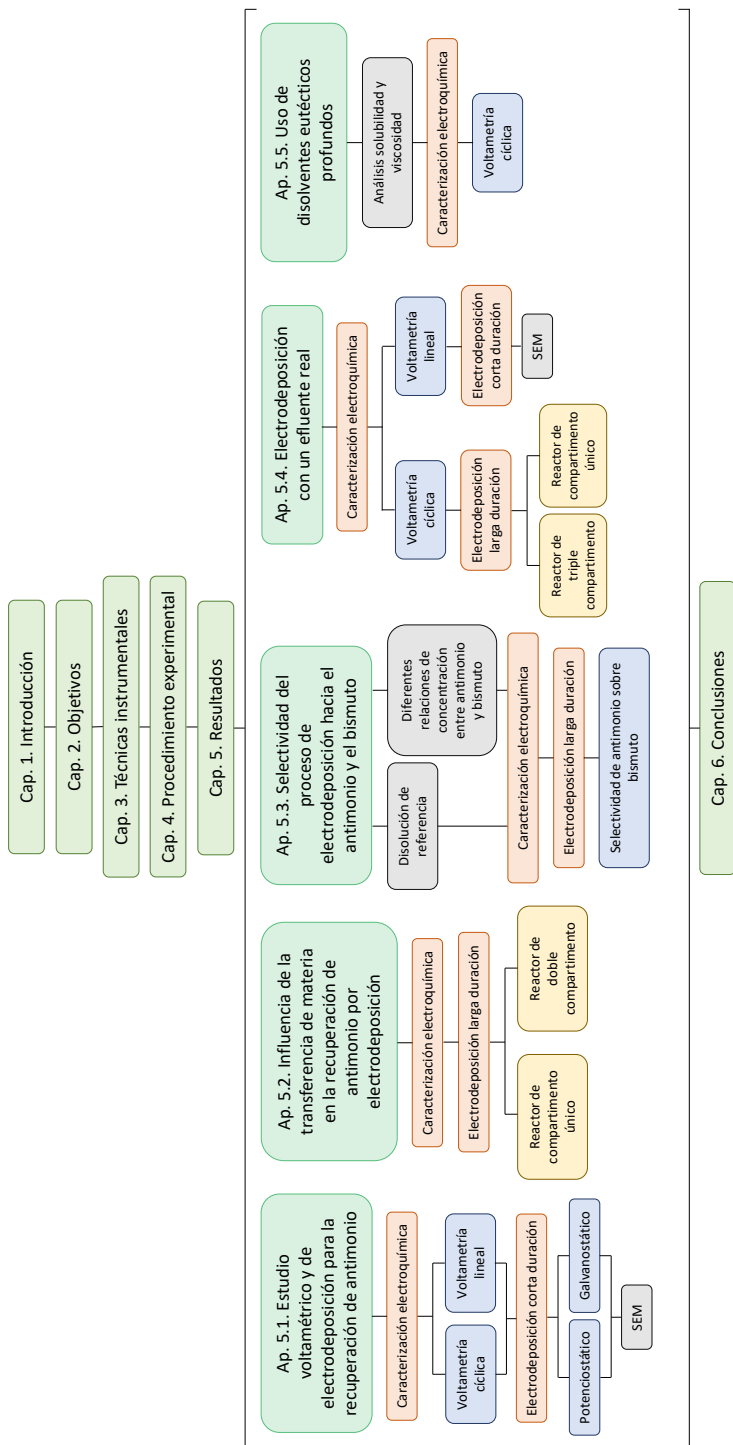 Cap. 1. Introducción
Cap. 2. Objetivos
Cap. 3. Técnicas instrumentales
Cap. 4. Procedimiento experimental
Cap. 5. Resultados
Ap. 5.1. Estudio
voltamétrico y de
electrodeposición para la
recuperación de antimonio
Caracterización electroquímica
Voltametría
cíclica
Voltametría
lineal
Electrodeposición corta duración
Potenciostático
Galvanostático
SEM
Ap. 5.2. Influencia de la
transferencia de materia
en la recuperación de
antimonio por
electrodeposición
Caracterización electroquímica
Electrodeposición larga duración
Reactor de
compartimento
único
Reactor de
doble
compartimento
Ap. 5.3. Selectividad del
proceso de
electrodeposición hacia el
antimonio y el bismuto
Disolución de
referencia
Diferentes
relaciones de
concentración
entre antimonio
y bismuto
Caracterización electroquímica
Electrodeposición larga duración
Selectividad de antimonio sobre
bismuto
Ap. 5.4. Electrodeposición
con un efluente real
Caracterización electroquímica
Voltametría
cíclica
Voltametría
lineal
Electrodeposición
larga duración
Electrodeposición
corta duración
Reactor de
triple
compartimento
Reactor de
compartimento
único
SEM
Ap. 5.5. Uso de
disolventes eutécticos
profundos
Análisis solubilidad y
viscosidad
Caracterización electroquímica
Voltametría
cíclica
Cap. 6. Conclusiones